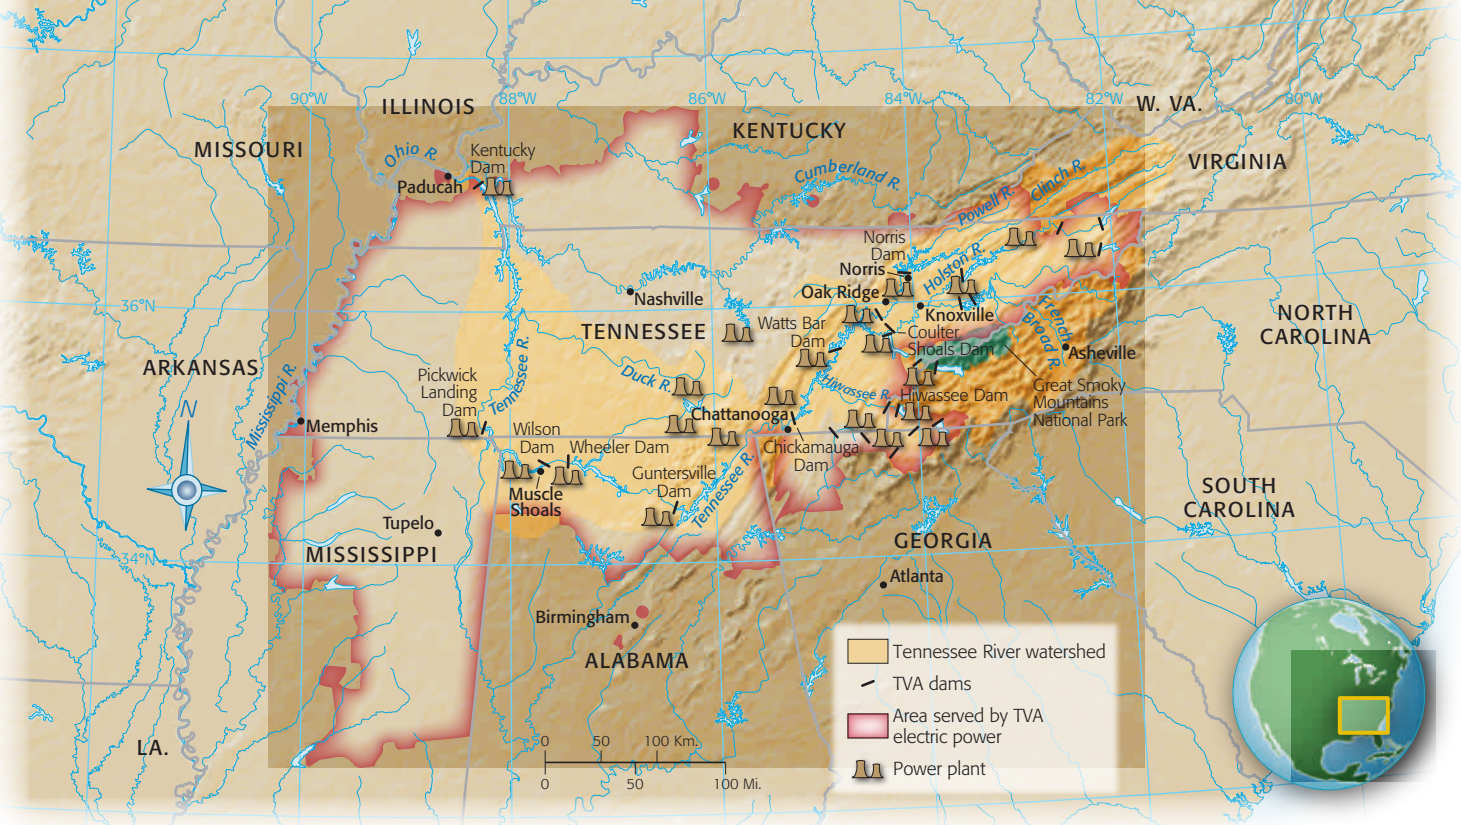 90°W
88°W
86°W
84°W
82°W
80°W
ILLINOIS
W. VA.
MISSOURI
KENTUCKY
VIRGINIA
Ohio R.
Kentucky
Dam
Paducah
Cumberland R.
Powell R.
Clinch R.
Norris
Dam
Norris
Holston R.
Oak Ridge
Nashville
36°N
Knoxville
TENNESSEE
Watts Bar
Dam
Coulter
Shoals Dam
French
Broad R.
Asheville
NORTH
CAROLINA
ARKANSAS
Mississippi R.
Tennessee R.
Duck R.
Hiwassee R.
Hiwassee Dam
Great Smoky
Mountains
National Park
Pickwick
Landing
Dam
N
Memphis
Chattanooga
Chickamauga
Dam
Wilson
Dam
Wheeler Dam
Guntersville
Dam
Tennessee R.
Muscle
Shoals
SOUTH
CAROLINA
Tupelo
MISSISSIPPI
34°N
GEORGIA
Atlanta
Birmingham
ALABAMA
LA.
0 50 100 Km.
0 50 100 Mi.
Tennessee River watershed
TVA dams
Area served by TVA
electric power
Power plant